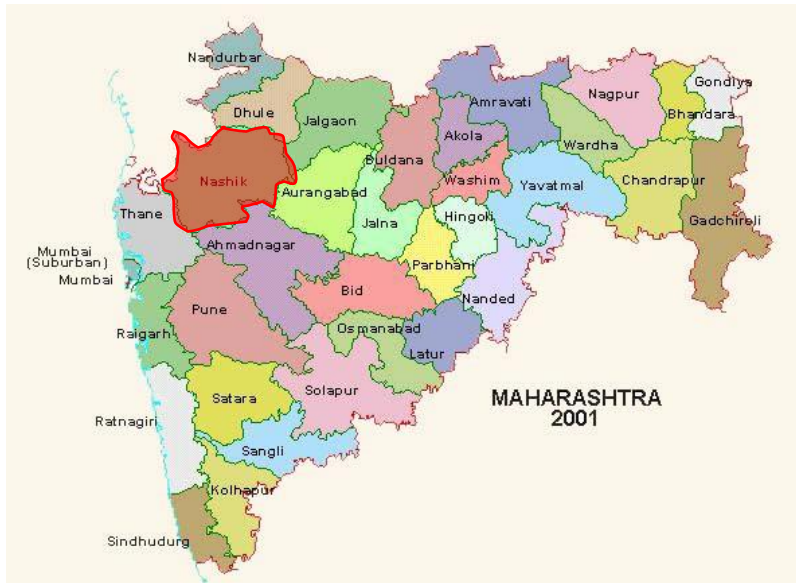 Nandurbar
Dhule
Jalgaon
Amravati
Nagpur
Gondiya
Bhandara
Buldana
Akola
Wardha
Nashik
Aurangabad
Washim
Yavatmal
Chandrapur
Thane
Jalna
Hingoli
Gadchiroli
Ahmadnagar
Mumbai
(Suburban)
Mumbai
Parbhani
Bid
Nanded
Pune
Raigarh
Osmanabad
Latur
Satara
Solapur
MAHARASHTRA
2001
Ratnagiri
Sangli
Kolhapur
Sindhudurg